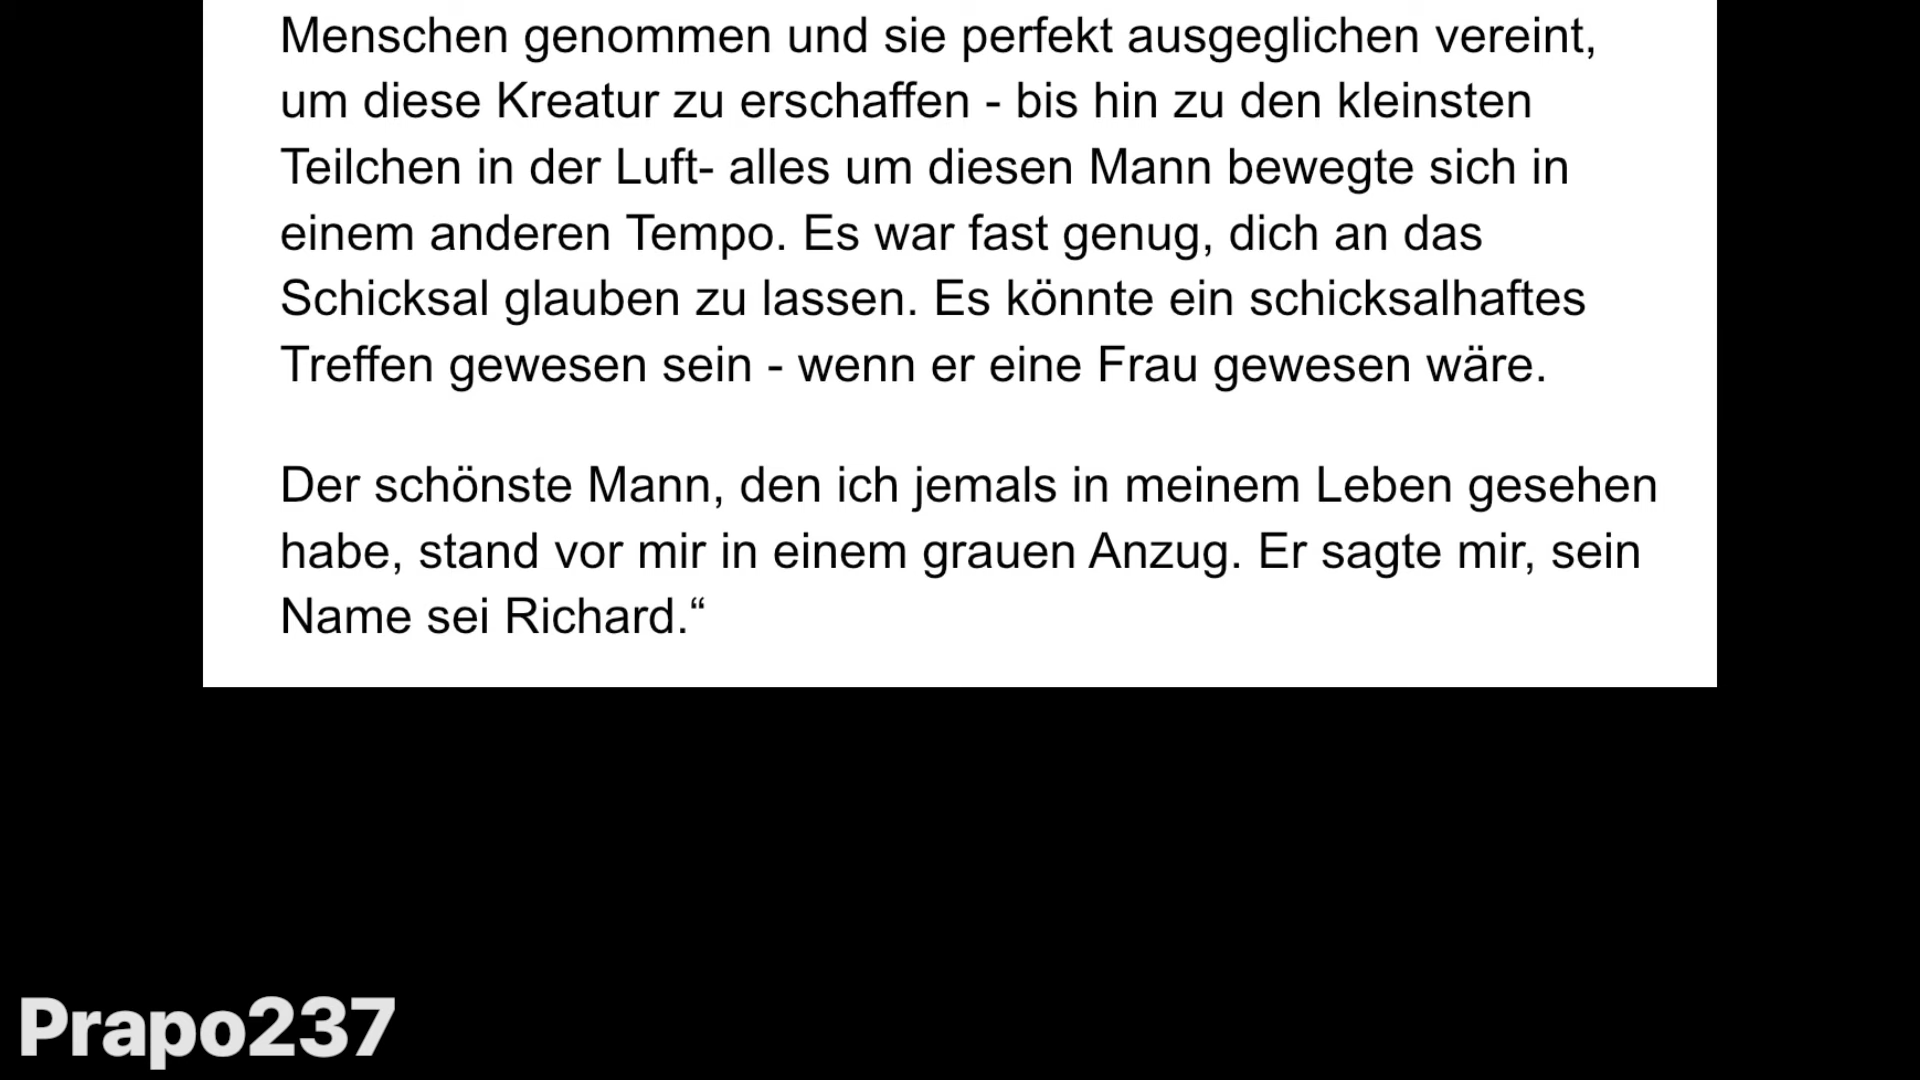 Menschen genommen und sie perfekt ausgeglichen vereint,
um diese Kreatur zu erschaffen - bis hin zu den kleinsten
Teilchen in der Luft- alles um diesen Mann bewegte sich in
einem anderen Tempo. Es war fast genug, dich an das
Schicksal glauben zu lassen. Es könnte ein schicksalhaftes
Treffen gewesen sein - wenn er eine Frau gewesen wäre.
Der schönste Mann, den ich jemals in meinem Leben gesehen
habe, stand vor mir in einem grauen Anzug. Er sagte mir, sein
Name sei Richard.“
Prapo237